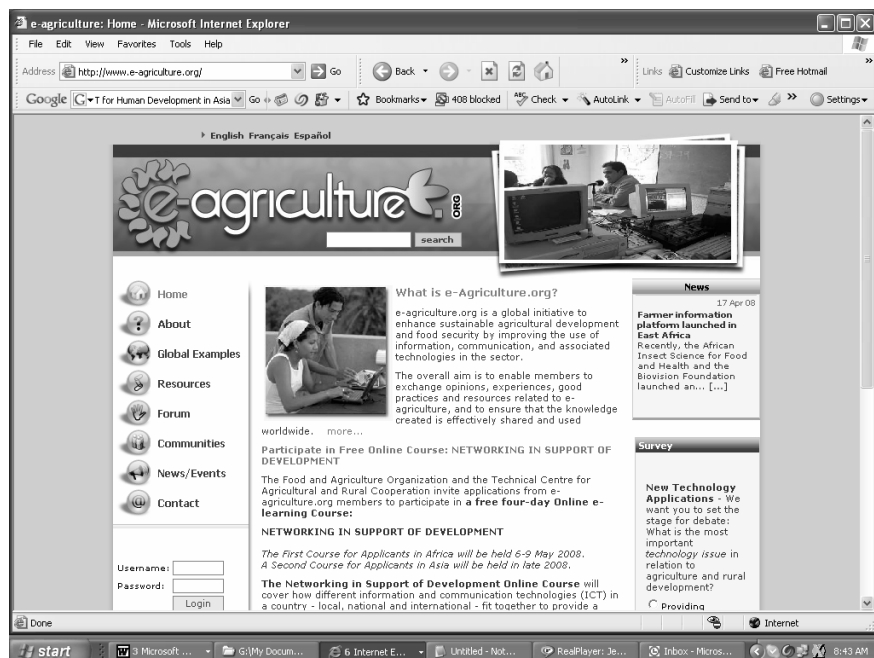 e-agriculture: Home - Microsoft Internet Explorer
File Edit View Favorites Tools Help
Address http://www.e-agriculture.org/ Go Back » Links Customize Links Free Hotmail »
Google G T for Human Development in Asia Go Bookmarks 408 blocked ABC Check AutoLink AutoFill Send to » Settings
English Français Español
e-agriculture.ORG
search
Home
About
Global Examples
Resources
Forum
Communities
News/Events
Contact
Username:
Password:
Login
What is e-Agriculture.org?
e-agriculture.org is a global initiative to
enhance sustainable agricultural development
and food security by improving the use of
information, communication, and associated
technologies in the sector.
The overall aim is to enable members to
exchange opinions, experiences, good
practices and resources related to e-
agriculture, and to ensure that the knowledge
created is effectively shared and used
worldwide. more...
Participate in Free Online Course: NETWORKING IN SUPPORT OF
DEVELOPMENT
The Food and Agriculture Organization and the Technical Centre for
Agricultural and Rural Cooperation invite applications from e-
agriculture.org members to participate in a free four-day Online e-
learning Course:
NETWORKING IN SUPPORT OF DEVELOPMENT
The First Course for Applicants in Africa will be held 6-9 May 2008.
A Second Course for Applicants in Asia will be held in late 2008.
The Networking in Support of Development Online Course will
cover how different information and communication technologies (ICT) in
a country - local, national and international - fit together to provide a
News
17 Apr 08
Farmer information
platform launched in
East Africa
Recently, the African
Insect Science for Food
and Health and the
Biovision Foundation
launched an... [...]
Survey
New Technology
Applications - We
want you to set the
stage for debate:
What is the most
important
technology issue in
relation to
agriculture and rural
development?
Providing
Done Internet
start 3 Microsoft ... G:\My Docum... 6 Internet E... Untitled - Not... RealPlayer: Je... Inbox - Micros... 8:43 AM